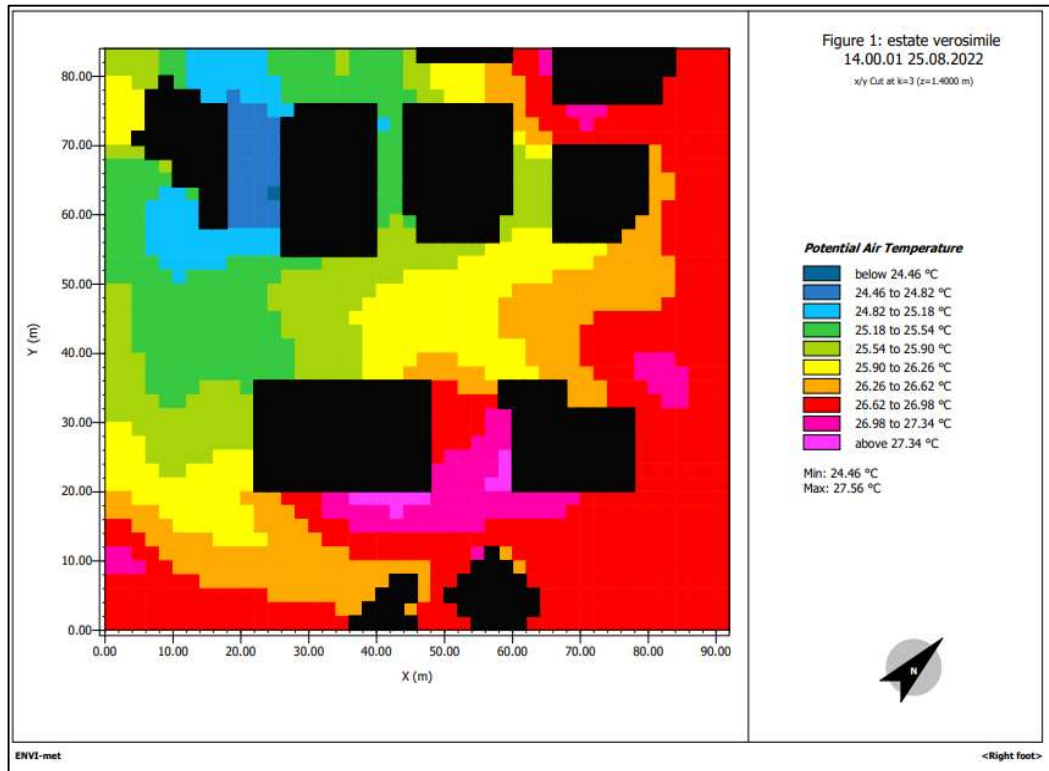 Figure 1: estate verosimile
14.00.01 25.08.2022
x/y Cut at k=3 (z=1.4000 m)
80.00
70.00
60.00
50.00
40.00
30.00
20.00
10.00
0.00
Y (m)
0.00 10.00 20.00 30.00 40.00 50.00 60.00 70.00 80.00 90.00
X (m)
Potential Air Temperature
below 24.46 °C
24.46 to 24.82 °C
24.82 to 25.18 °C
25.18 to 25.54 °C
25.54 to 25.90 °C
25.90 to 26.26 °C
26.26 to 26.62 °C
26.62 to 26.98 °C
26.98 to 27.34 °C
above 27.34 °C
Min: 24.46 °C
Max: 27.56 °C
N
ENVI-met
<Right foot>